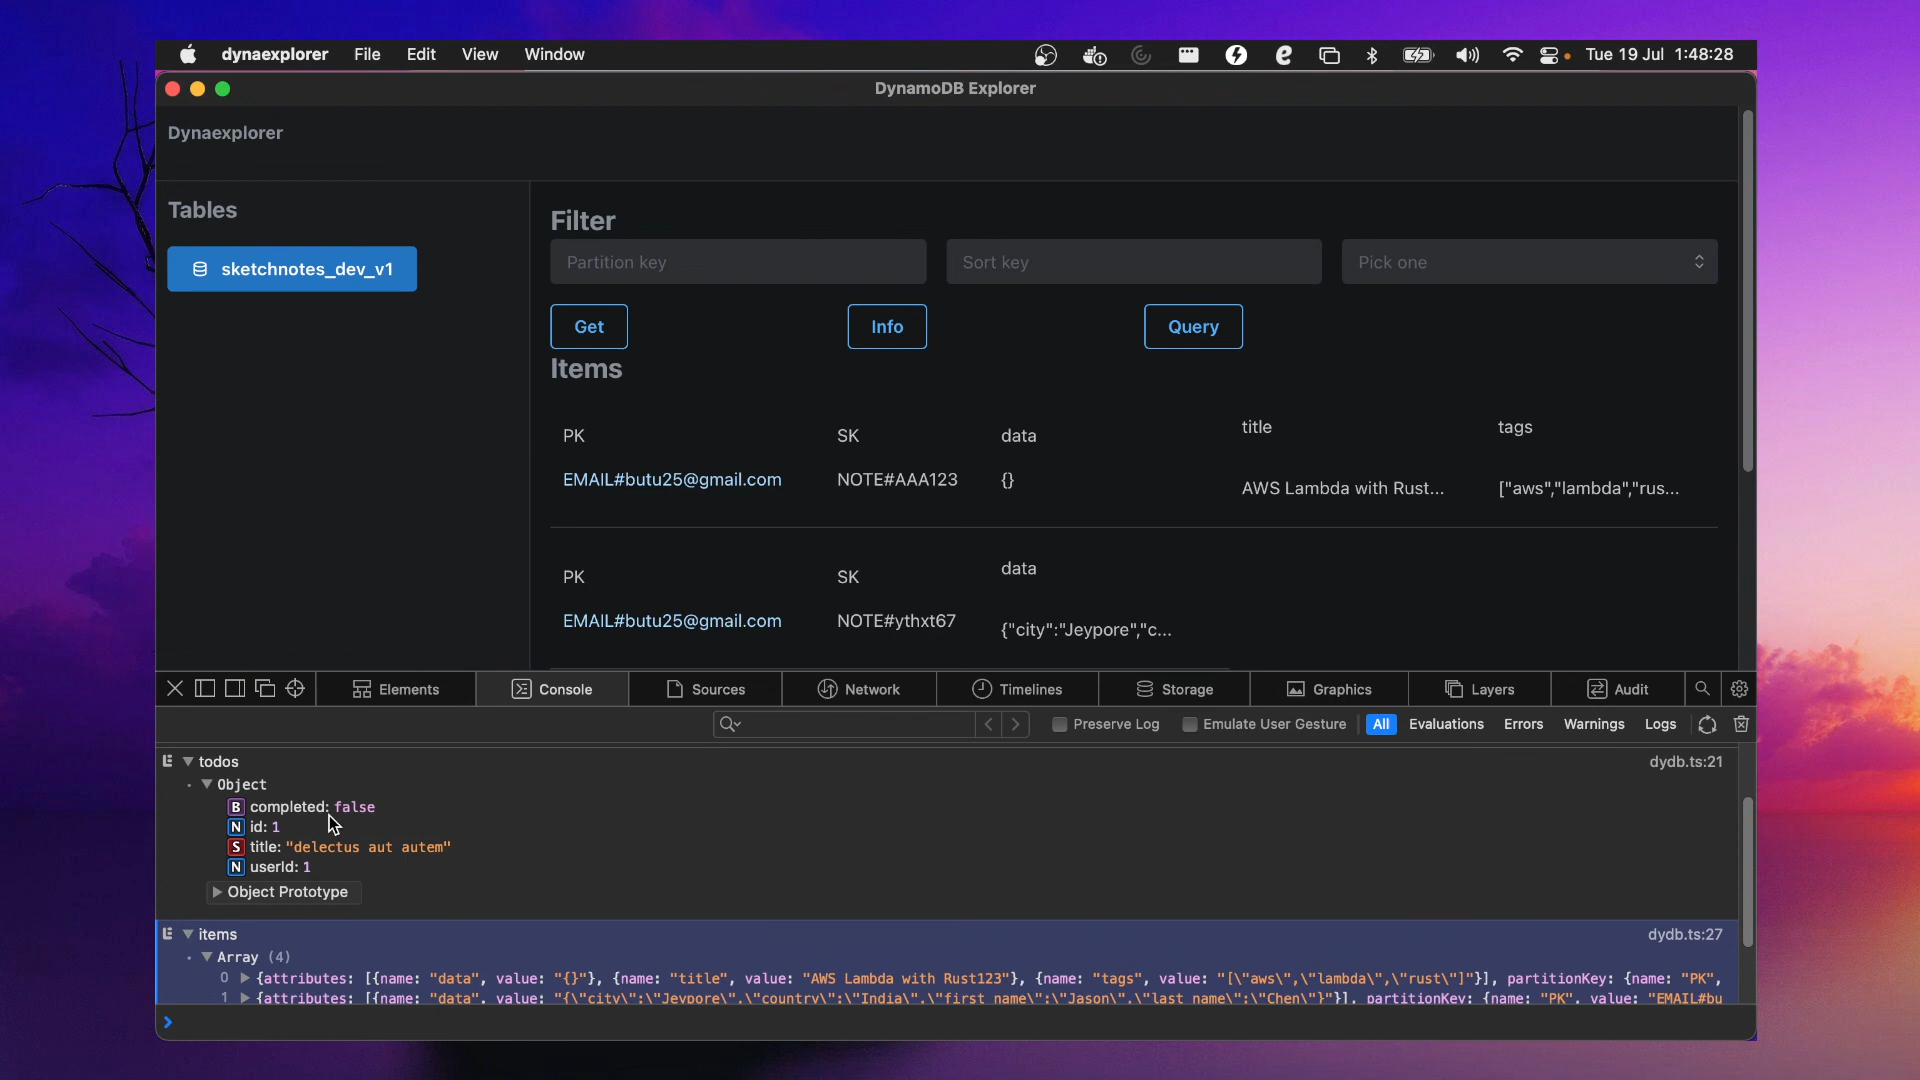 dynaexplorer File Edit View Window Tue 19 Jul 1:48:28
DynamoDB Explorer
Dynaexplorer
Tables
sketchnotes_dev_v1
Filter
Partition key Sort key Pick one
Get Info Query
Items
PK SK data title tags
EMAIL#butu25@gmail.com NOTE#AAA123 {} AWS Lambda with Rust... ["aws","lambda","rus...
PK SK data
EMAIL#butu25@gmail.com NOTE#ythxt67 {"city":"Jeypore","c...
Elements Console Sources Network Timelines Storage Graphics Layers Audit
Preserve Log Emulate User Gesture All Evaluations Errors Warnings Logs
todos dydb.ts:21
Object
B completed: false
N id: 1
S title: "delectus aut autem"
N userId: 1
Object Prototype
items dydb.ts:27
Array (4)
0 {attributes: [{name: "data", value: "{}"}, {name: "title", value: "AWS Lambda with Rust123"}, {name: "tags", value: "[\"aws\",\"lambda\",\"rust\"]"}], partitionKey: {name: "PK",
1 {attributes: [{name: "data", value: "{\"city\":\"Jeypore\",\"country\":\"India\",\"first_name\":\"Jason\",\"last_name\":\"Chen\"}"}], partitionKey: {name: "PK", value: "EMAIL#bu